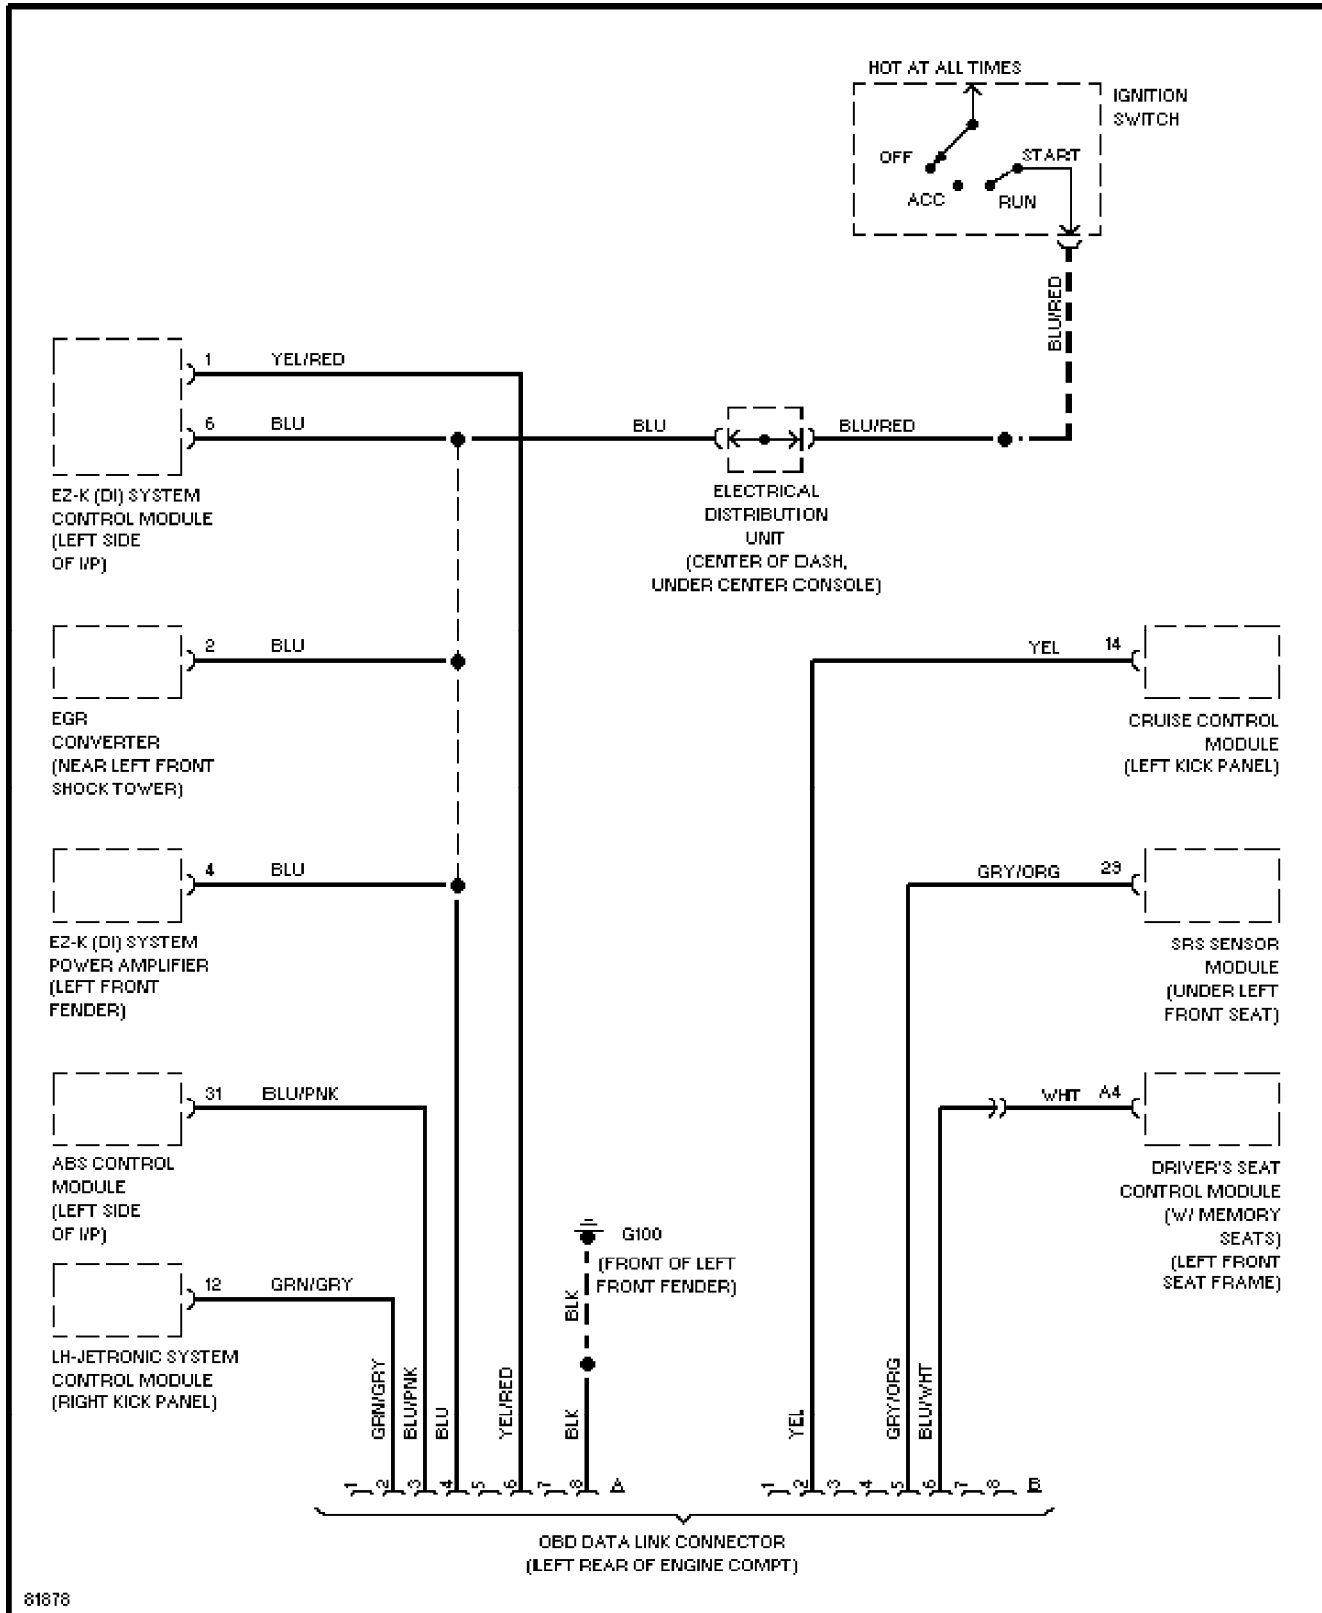 HOT AT ALL TIMES
IGNITION
SWITCH
OFF
START
ACC
RUN
BLU/RED
1 YEL/RED
6 BLU
BLU
BLU/RED
EZ-K (DI) SYSTEM
CONTROL MODULE
(LEFT SIDE
OF I/P)
ELECTRICAL
DISTRIBUTION
UNIT
(CENTER OF DASH,
UNDER CENTER CONSOLE)
2 BLU
EGR
CONVERTER
(NEAR LEFT FRONT
SHOCK TOWER)
YEL 14
CRUISE CONTROL
MODULE
(LEFT KICK PANEL)
4 BLU
EZ-K (DI) SYSTEM
POWER AMPLIFIER
(LEFT FRONT
FENDER)
GRY/ORG 29
SRS SENSOR
MODULE
(UNDER LEFT
FRONT SEAT)
31 BLU/PNK
ABS CONTROL
MODULE
(LEFT SIDE
OF I/P)
WHT A4
DRIVER'S SEAT
CONTROL MODULE
(W/ MEMORY
SEATS)
(LEFT FRONT
SEAT FRAME)
G100
(FRONT OF LEFT
FRONT FENDER)
12 GRN/GRY
LH-JETRONIC SYSTEM
CONTROL MODULE
(RIGHT KICK PANEL)
BLK
GRN/GRY
BLU/PNK
BLU
YEL/RED
BLK
YEL
GRY/ORG
BLU/WHT
1 2 3 4 5 6 7 8 A
1 2 3 4 5 6 7 8 B
OBD DATA LINK CONNECTOR
(LEFT REAR OF ENGINE COMPT)
81878